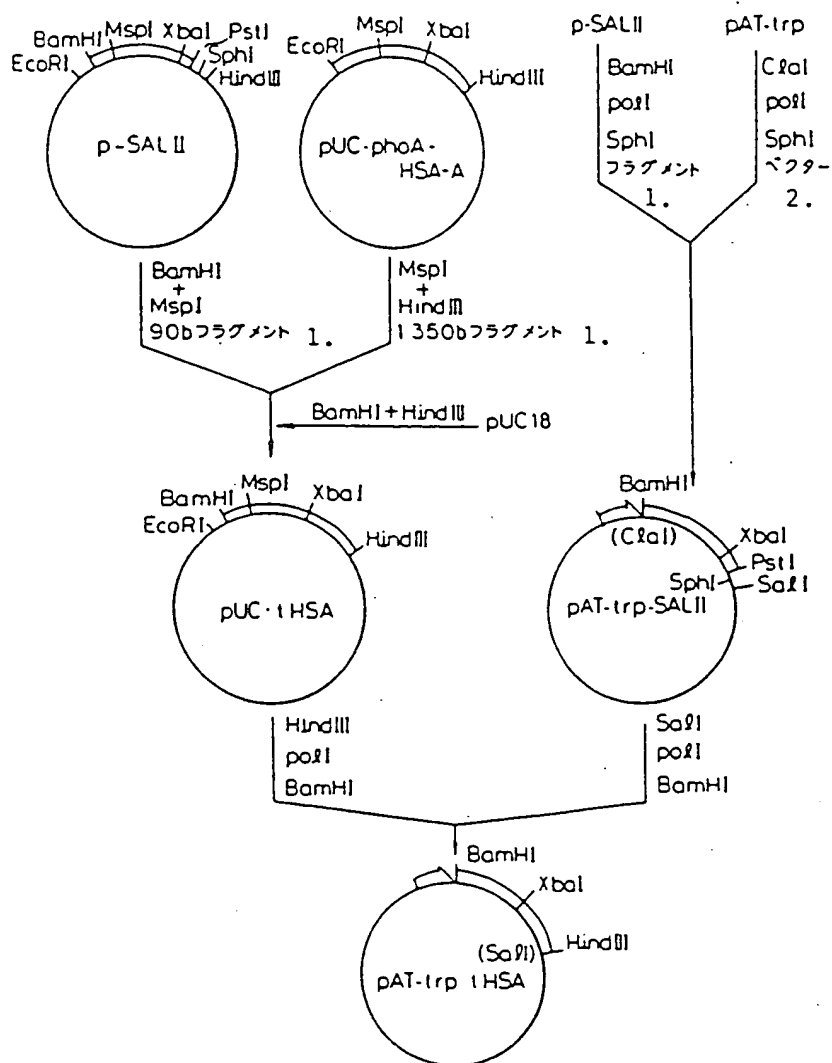 BamHI
MspI
XbaI
PstI
SphI
HindIII
EcoRI
p-SALII
EcoRI
MspI
XbaI
HindIII
pUC-phoA-
HSA-A
p-SALII
BamHI
polI
SphI
フラグメント
1.
pAT-trp
ClaI
polI
SphI
ベクター
2.
BamHI
+
MspI
90bフラグメント 1.
MspI
+
HindIII
1350bフラグメント 1.
BamHI+HindIII
pUC18
EcoRI
BamHI
MspI
XbaI
HindIII
pUC·tHSA
BamHI
(ClaI)
XbaI
PstI
SphI
SalI
pAT-trp-SALII
HindIII
polI
BamHI
SalI
polI
BamHI
BamHI
XbaI
(SalI)
HindIII
pAT-trp tHSA